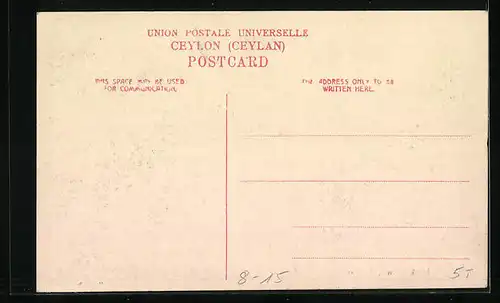 UNION POSTALE UNIVERSELLE
CEYLON (CEYLAN)
POSTCARD
THIS SPACE MAY BE USED
FOR COMMUNICATION.
THE ADDRESS ONLY TO BE
WRITTEN HERE.
8-15